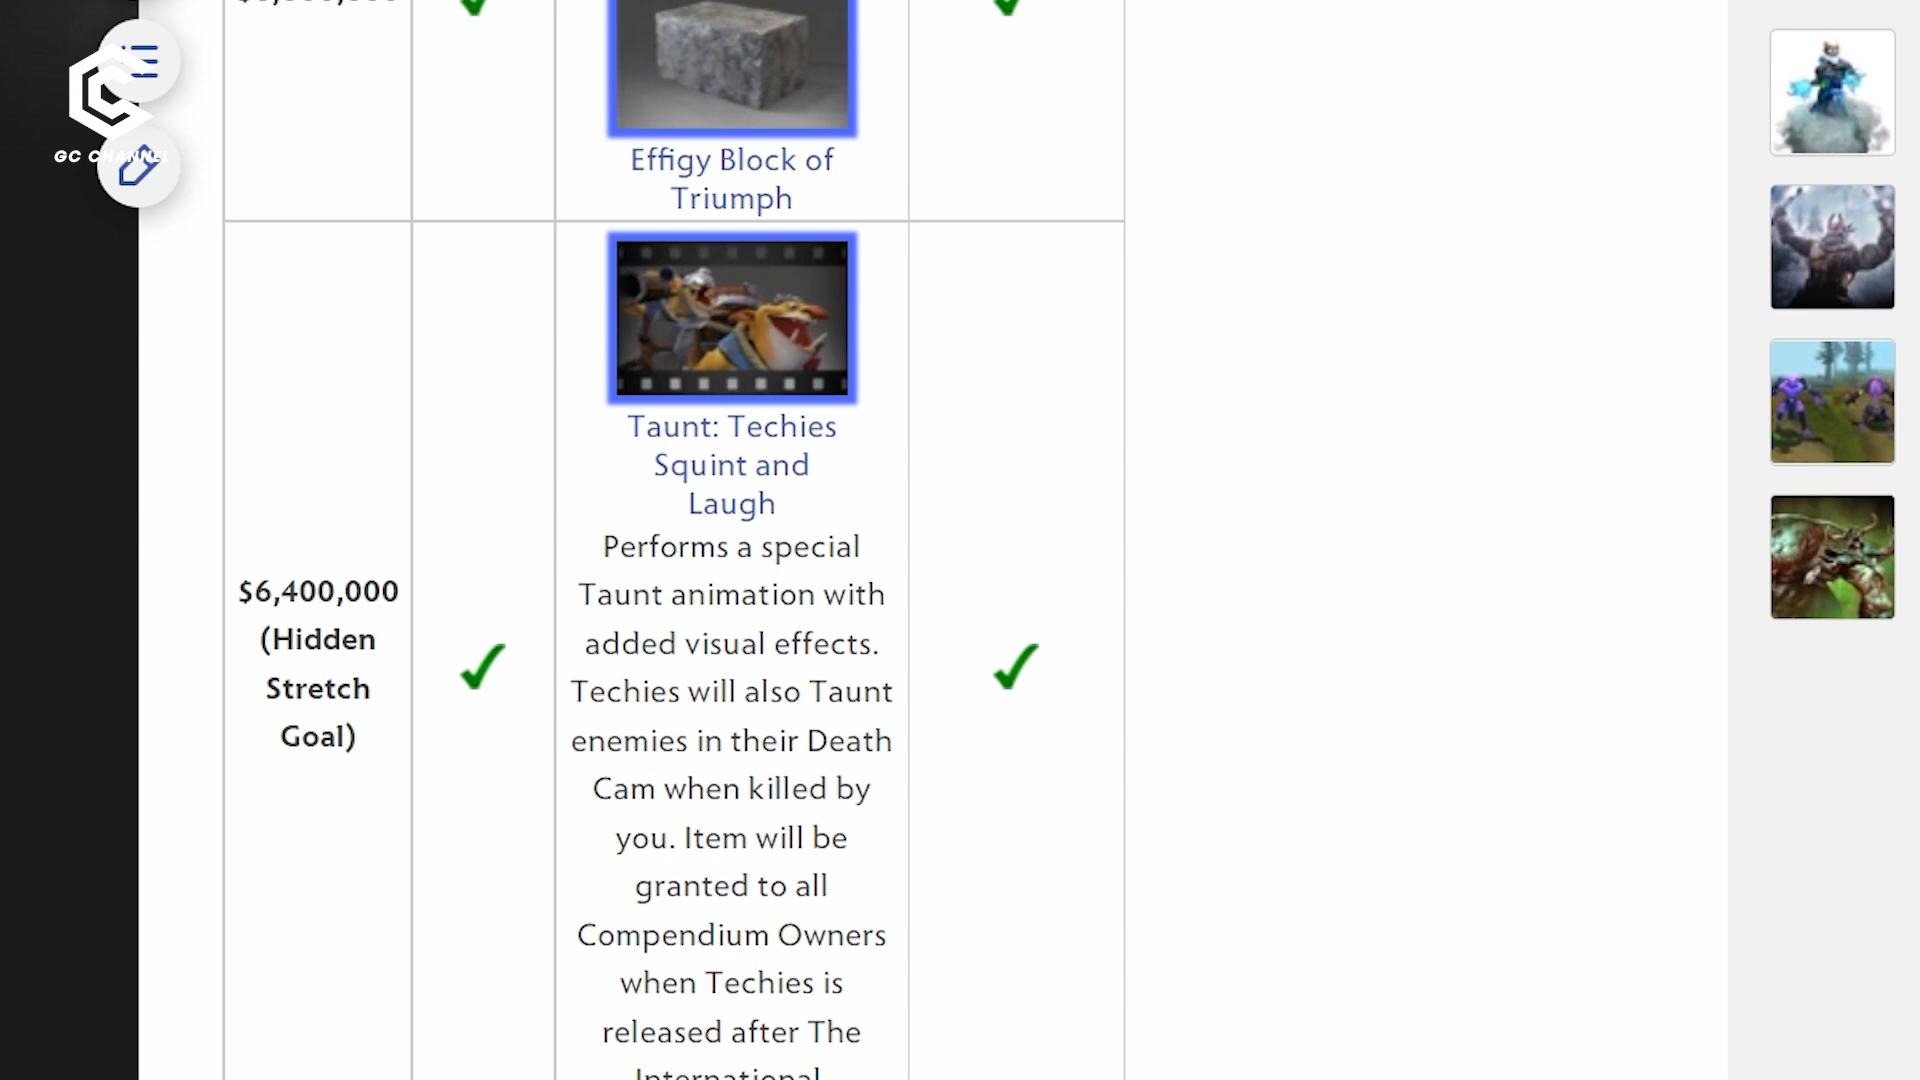 GC CHANNEL
Effigy Block of
Triumph
Taunt: Techies
Squint and
Laugh
$6,400,000
(Hidden
Stretch
Goal)
Performs a special
Taunt animation with
added visual effects.
Techies will also Taunt
enemies in their Death
Cam when killed by
you. Item will be
granted to all
Compendium Owners
when Techies is
released after The
International